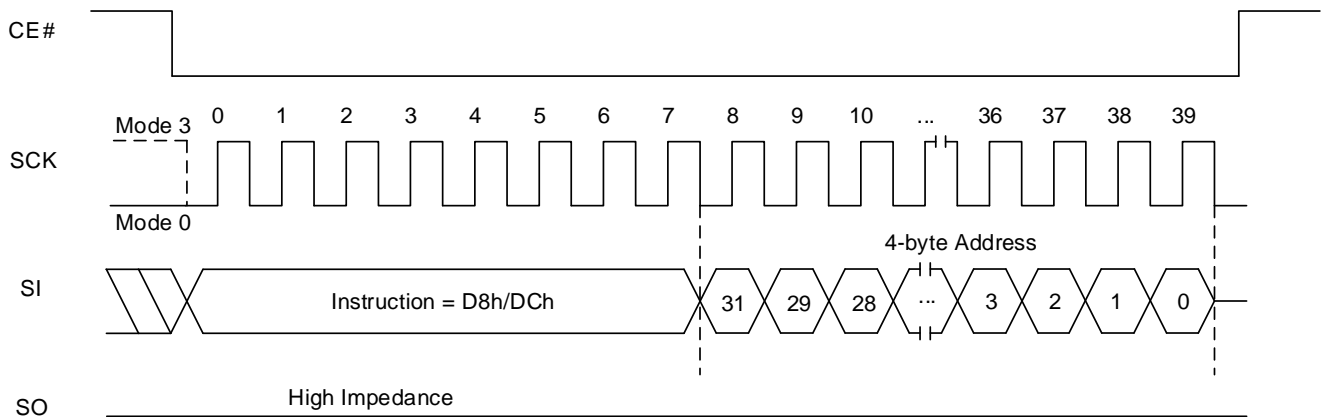 CE#
0 1 2 3 4 5 6 7 8 9 10 ... 36 37 38 39
Mode 3
SCK
Mode 0
4-byte Address
SI
Instruction = D8h/DCh 31 29 28 ... 3 2 1 0
High Impedance
SO